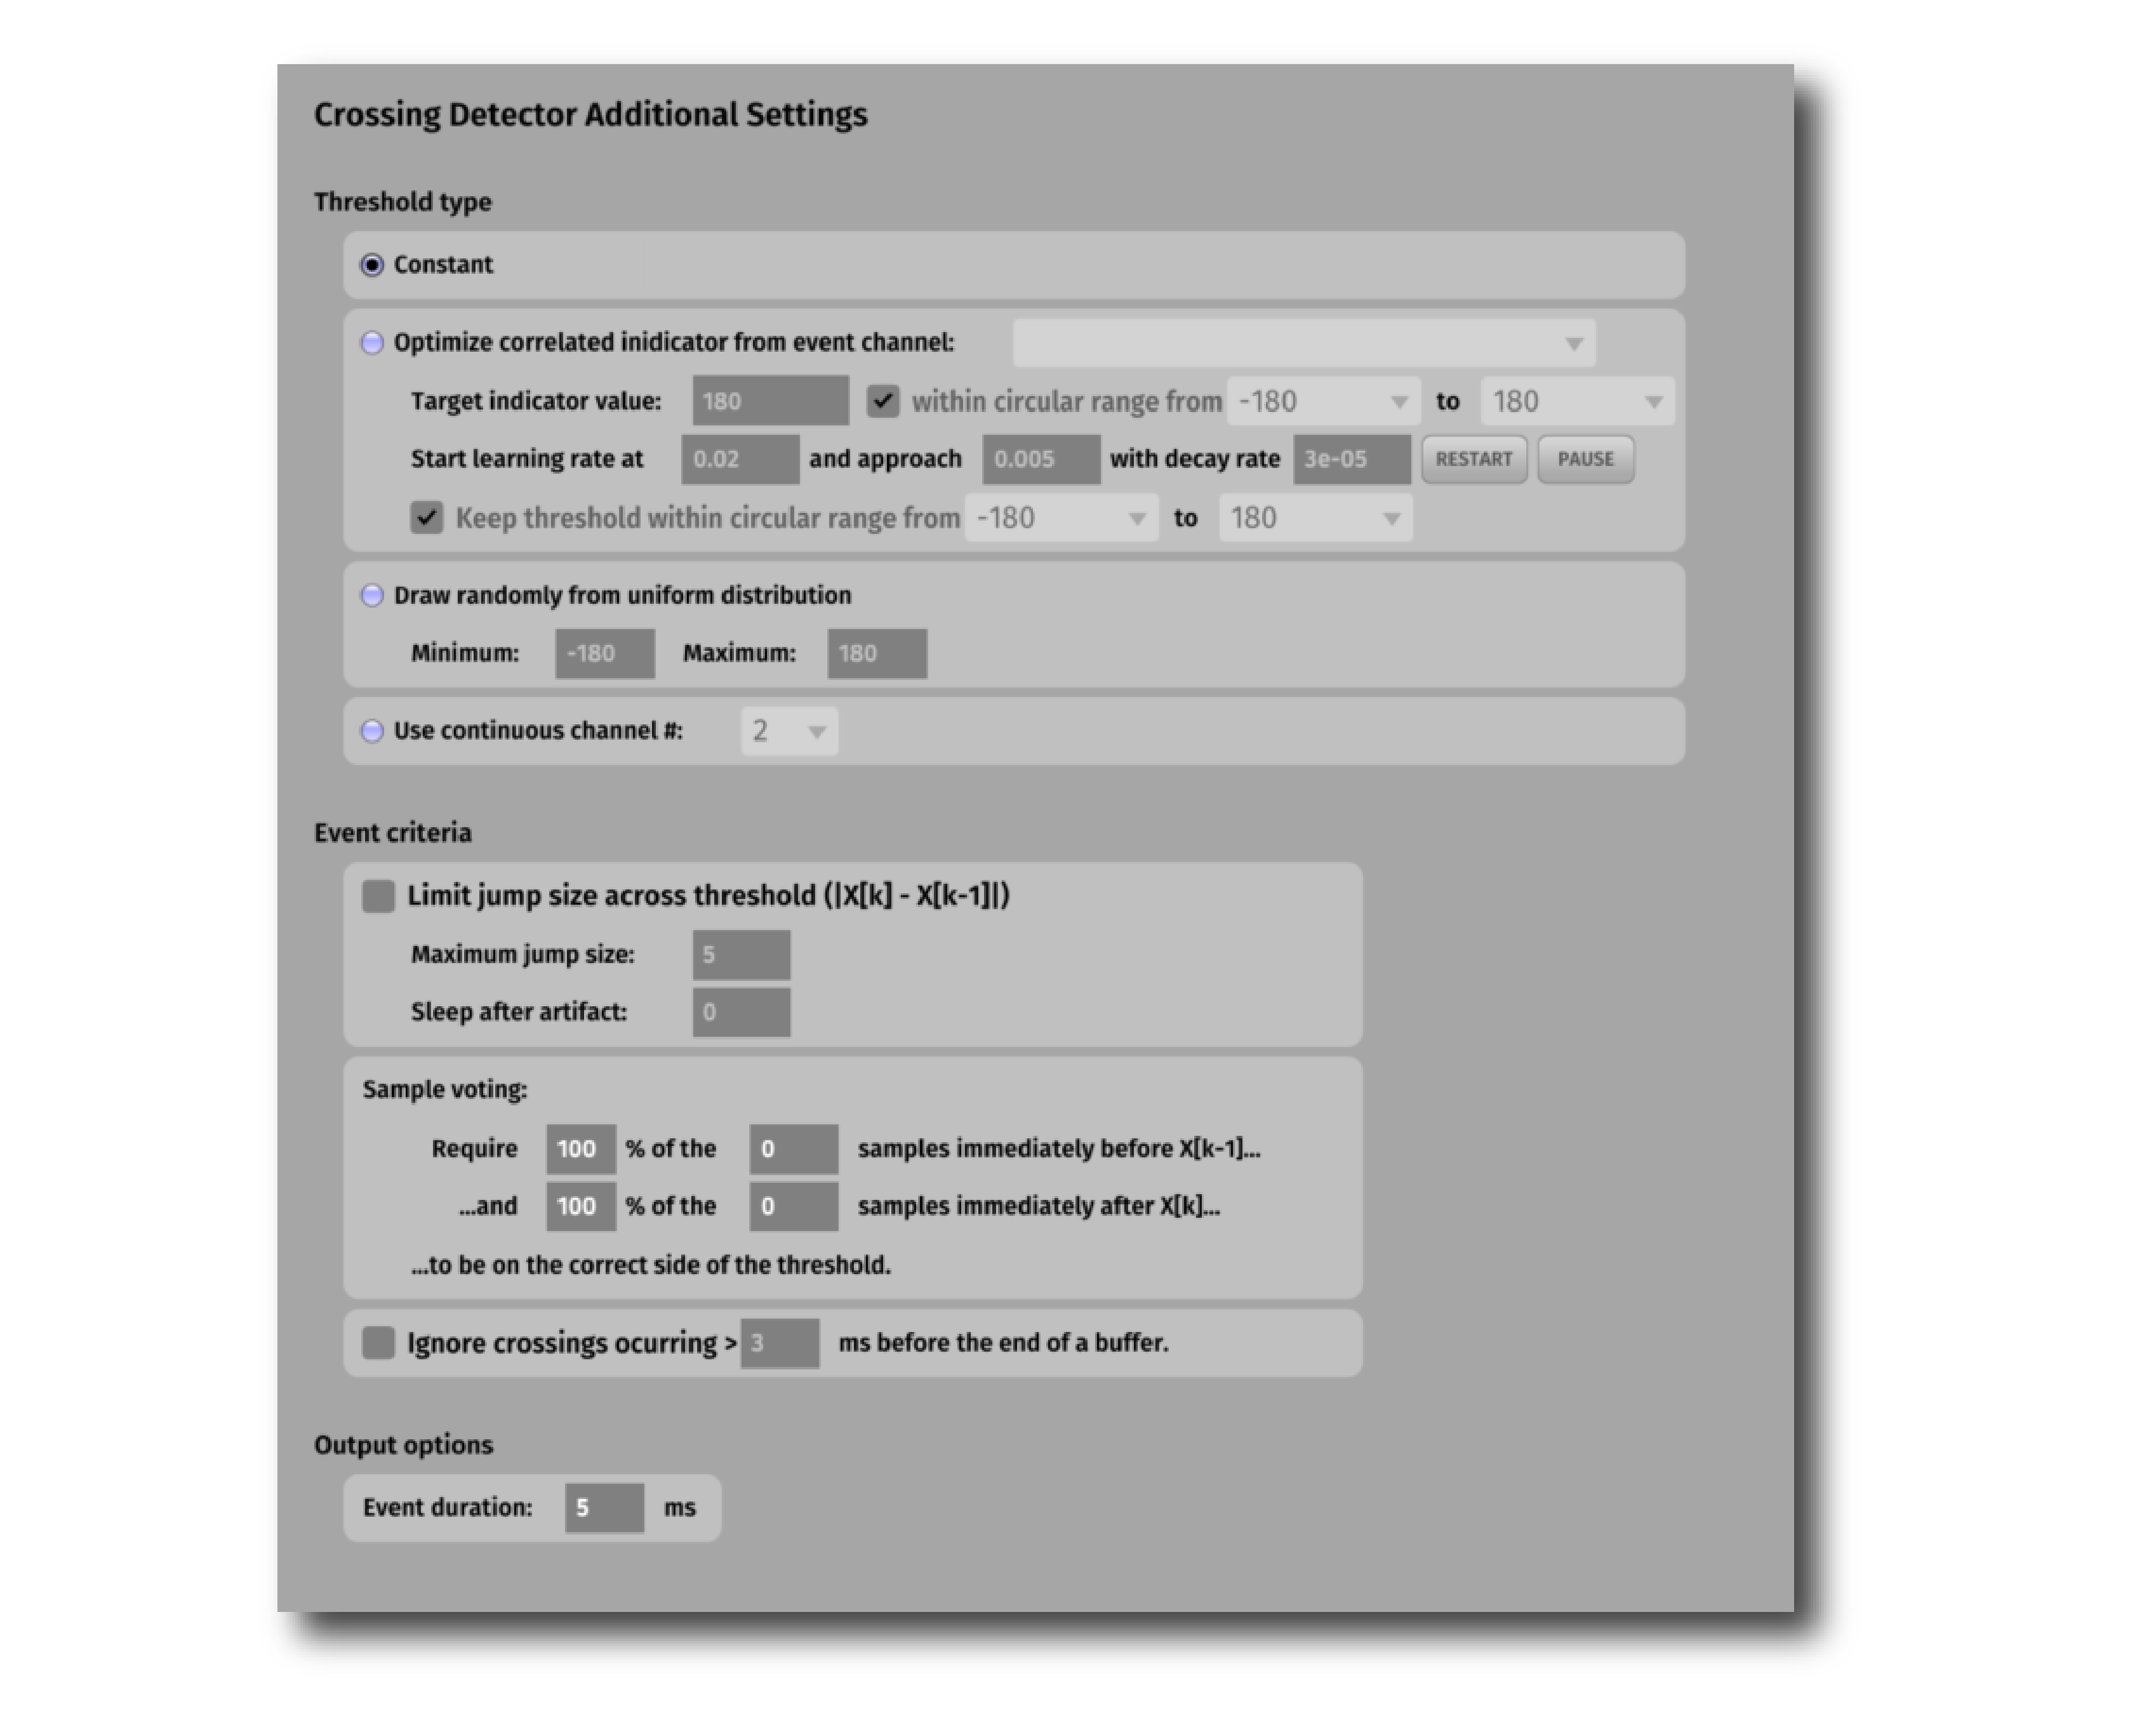 Crossing Detector Additional Settings
Threshold type
Constant
Optimize correlated inidicator from event channel:
Target indicator value: 180 within circular range from -180 to 180
Start learning rate at 0.02 and approach 0.005 with decay rate 3e-05 RESTART PAUSE
Keep threshold within circular range from -180 to 180
Draw randomly from uniform distribution
Minimum: -180 Maximum: 180
Use continuous channel #: 2
Event criteria
Limit jump size across threshold (|X[k] - X[k-1]|)
Maximum jump size: 5
Sleep after artifact: 0
Sample voting:
Require 100 % of the 0 samples immediately before X[k-1]...
...and 100 % of the 0 samples immediately after X[k]...
...to be on the correct side of the threshold.
Ignore crossings ocurring > 3 ms before the end of a buffer.
Output options
Event duration: 5 ms